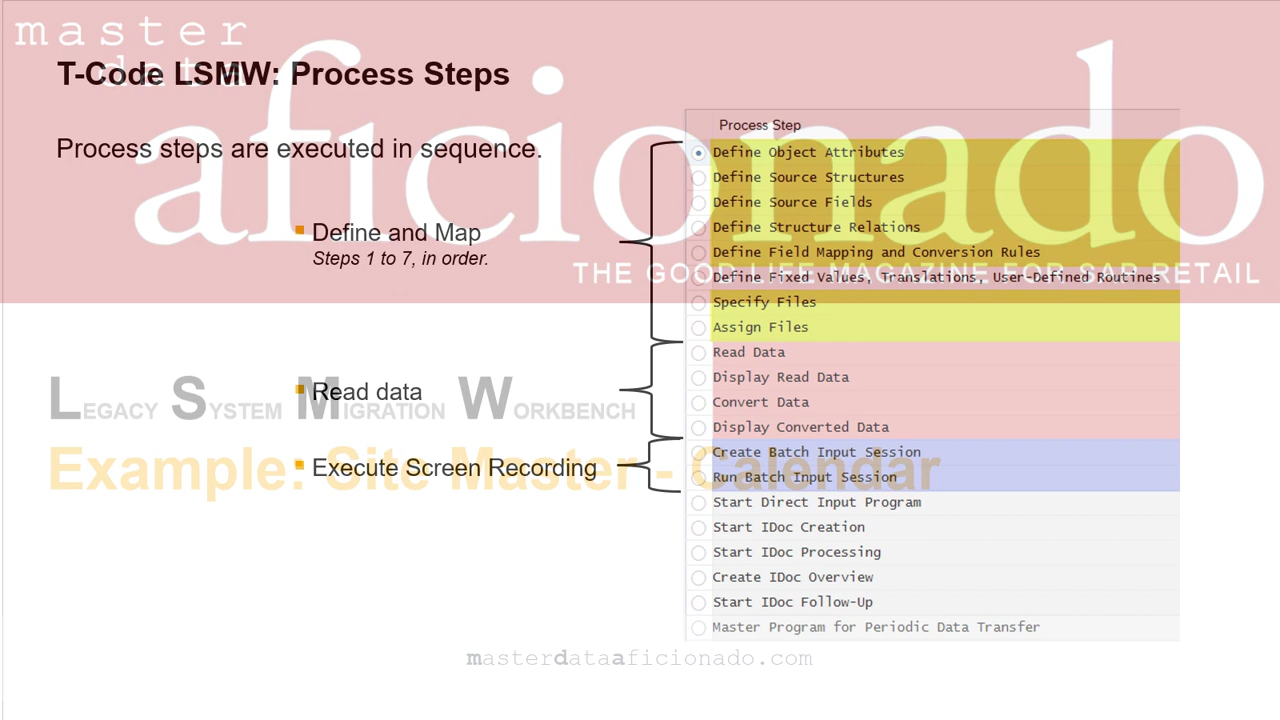 master
data
aficionado
THE GOOD LIFE MAGAZINE FOR SAP RETAIL
T-Code LSMW: Process Steps
Process steps are executed in sequence.
Define and Map
Steps 1 to 7, in order.
Read data
Execute Screen Recording
LEGACY SYSTEM MIGRATION WORKBENCH
Example: Site Master - Calendar
Process Step
Define Object Attributes
Define Source Structures
Define Source Fields
Define Structure Relations
Define Field Mapping and Conversion Rules
Define Fixed Values, Translations, User-Defined Routines
Specify Files
Assign Files
Read Data
Display Read Data
Convert Data
Display Converted Data
Create Batch Input Session
Run Batch Input Session
Start Direct Input Program
Start IDoc Creation
Start IDoc Processing
Create IDoc Overview
Start IDoc Follow-Up
Master Program for Periodic Data Transfer
masterdataaficionado.com